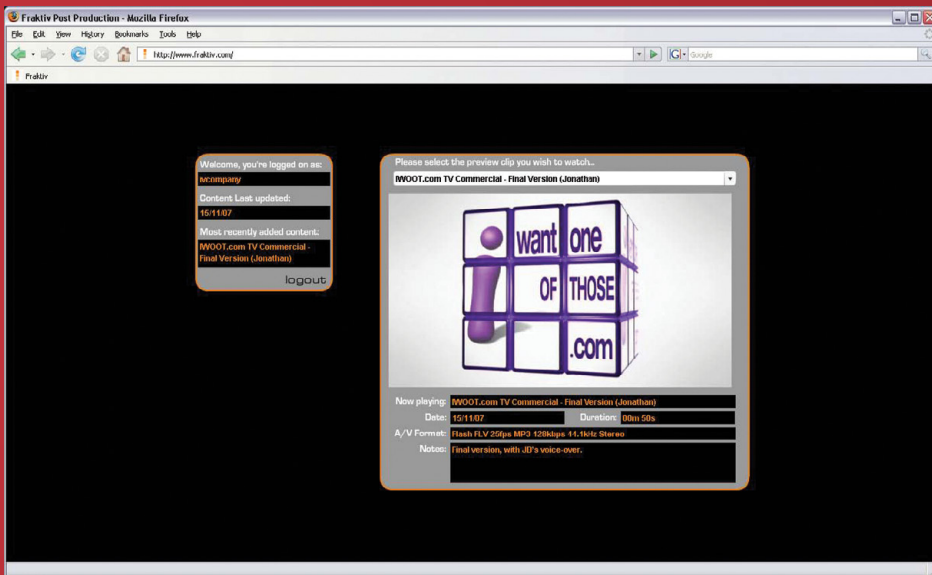 Fraktiv Post Production - Mozilla Firefox
File Edit View History Bookmarks Tools Help
http://www.fraktiv.com/
G Google
Fraktiv
Welcome, you're logged on as:
ivcompany
Content Last updated:
15/11/07
Most recently added content:
IWOOT.com TV Commercial -
Final Version (Jonathan)
logout
Please select the preview clip you wish to watch...
IWOOT.com TV Commercial - Final Version (Jonathan)
i want one
OF THOSE
.com
Now playing: IWOOT.com TV Commercial - Final Version (Jonathan)
Date: 15/11/07 Duration: 00m 50s
A/V Format: Flash FLV 25fps MP3 128kbps 44.1kHz Stereo
Notes: Final version, with JD's voice-over.